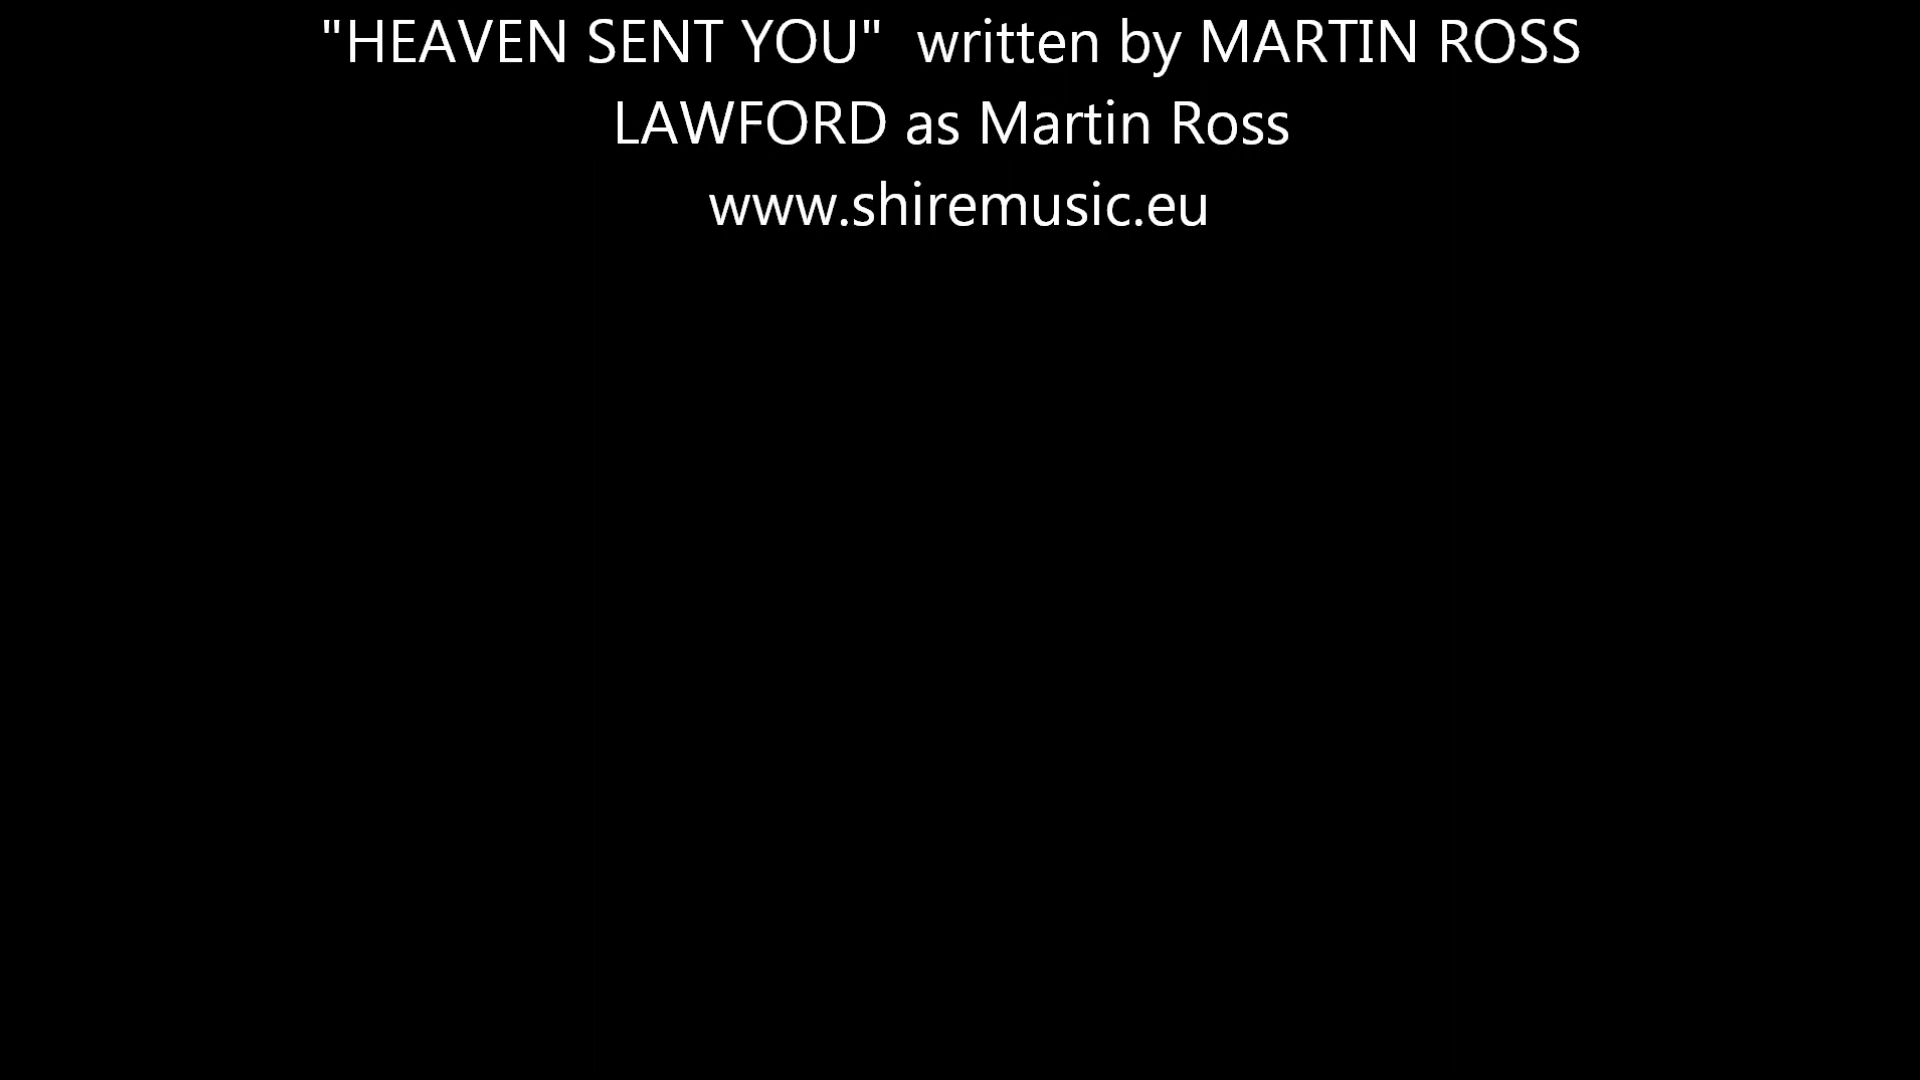 "HEAVEN SENT YOU"  written by MARTIN ROSS
LAWFORD as Martin Ross
www.shiremusic.eu